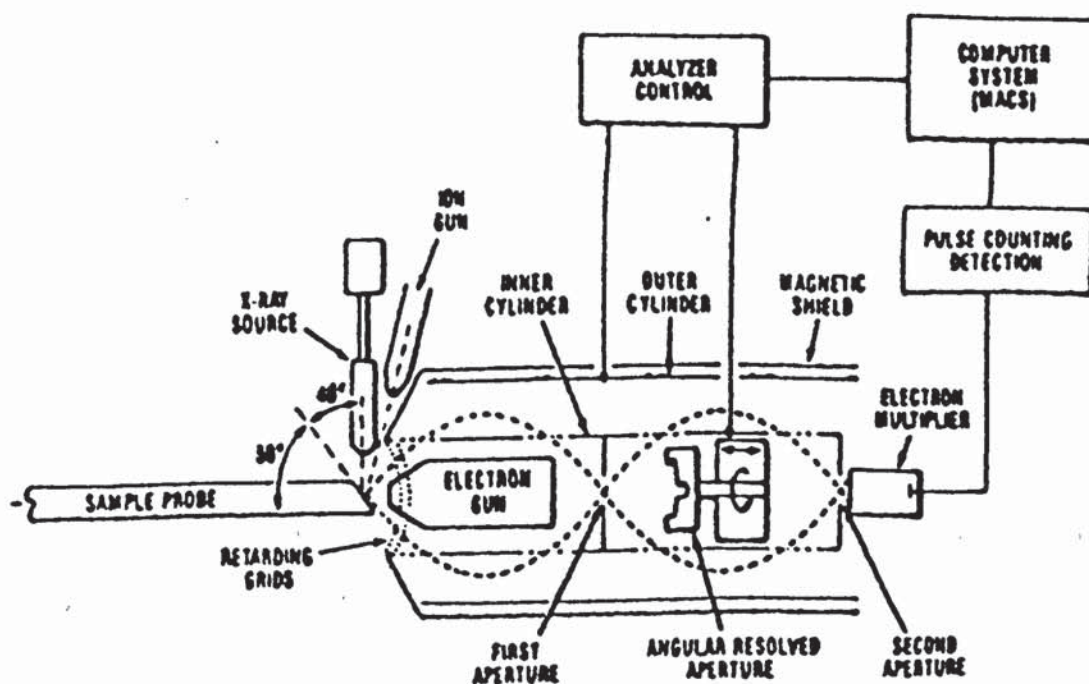 ANALYZER
CONTROL
COMPUTER
SYSTEM
(MACS)
ION
GUN
PULSE COUNTING
DETECTION
X-RAY
SOURCE
INNER
CYLINDER
OUTER
CYLINDER
MAGNETIC
SHIELD
ELECTRON
MULTIPLIER
SAMPLE PROBE
ELECTRON
GUN
RETARDING
GRIDS
FIRST
APERTURE
ANGULAR RESOLVED
APERTURE
SECOND
APERTURE